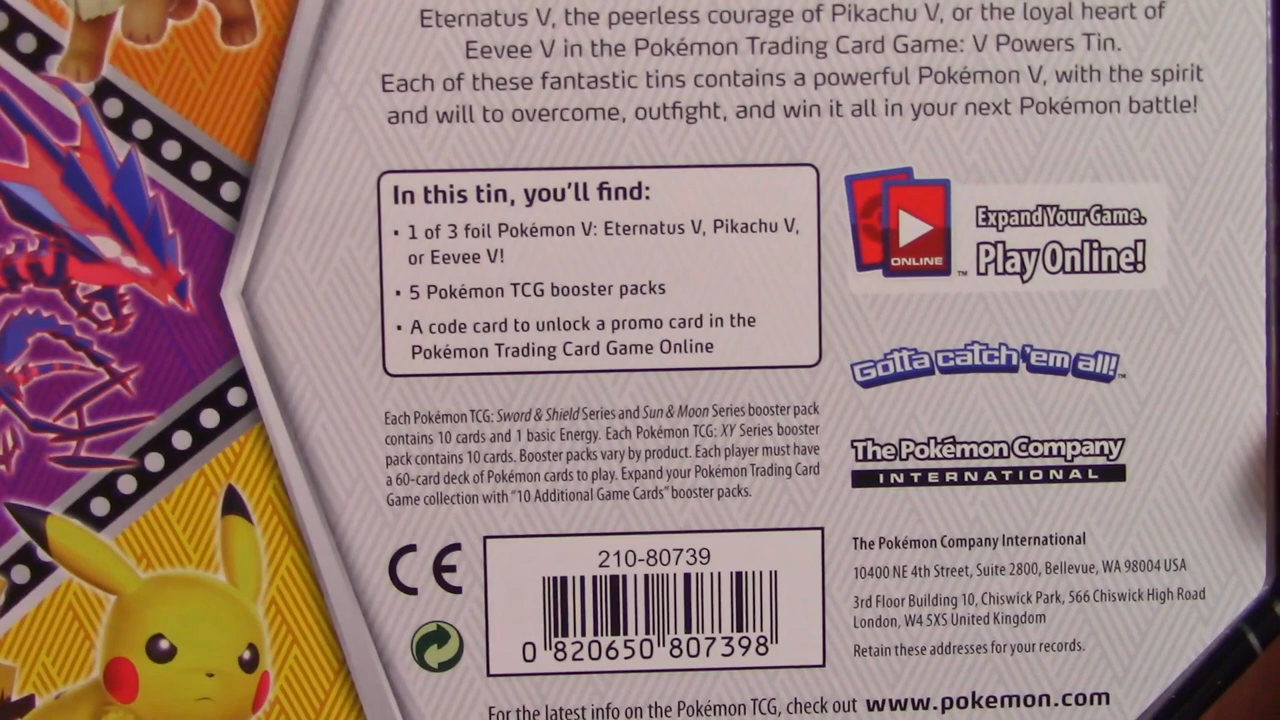 Eternatus V, the peerless courage of Pikachu V, or the loyal heart of
Eevee V in the Pokémon Trading Card Game: V Powers Tin.
Each of these fantastic tins contains a powerful Pokémon V, with the spirit
and will to overcome, outfight, and win it all in your next Pokémon battle!
In this tin, you'll find:
• 1 of 3 foil Pokémon V: Eternatus V, Pikachu V,
or Eevee V!
• 5 Pokémon TCG booster packs
• A code card to unlock a promo card in the
Pokémon Trading Card Game Online
ONLINE ™
Expand Your Game.
Play Online!
Gotta catch 'em all!™
The Pokémon Company
INTERNATIONAL
Each Pokémon TCG: Sword & Shield Series and Sun & Moon Series booster pack
contains 10 cards and 1 basic Energy. Each Pokémon TCG: XY Series booster
pack contains 10 cards. Booster packs vary by product. Each player must have
a 60-card deck of Pokémon cards to play. Expand your Pokémon Trading Card
Game collection with "10 Additional Game Cards" booster packs.
CE
210-80739
0 820650 807398
The Pokémon Company International
10400 NE 4th Street, Suite 2800, Bellevue, WA 98004 USA
3rd Floor Building 10, Chiswick Park, 566 Chiswick High Road
London, W4 5XS United Kingdom
Retain these addresses for your records.
For the latest info on the Pokémon TCG, check out www.pokemon.com